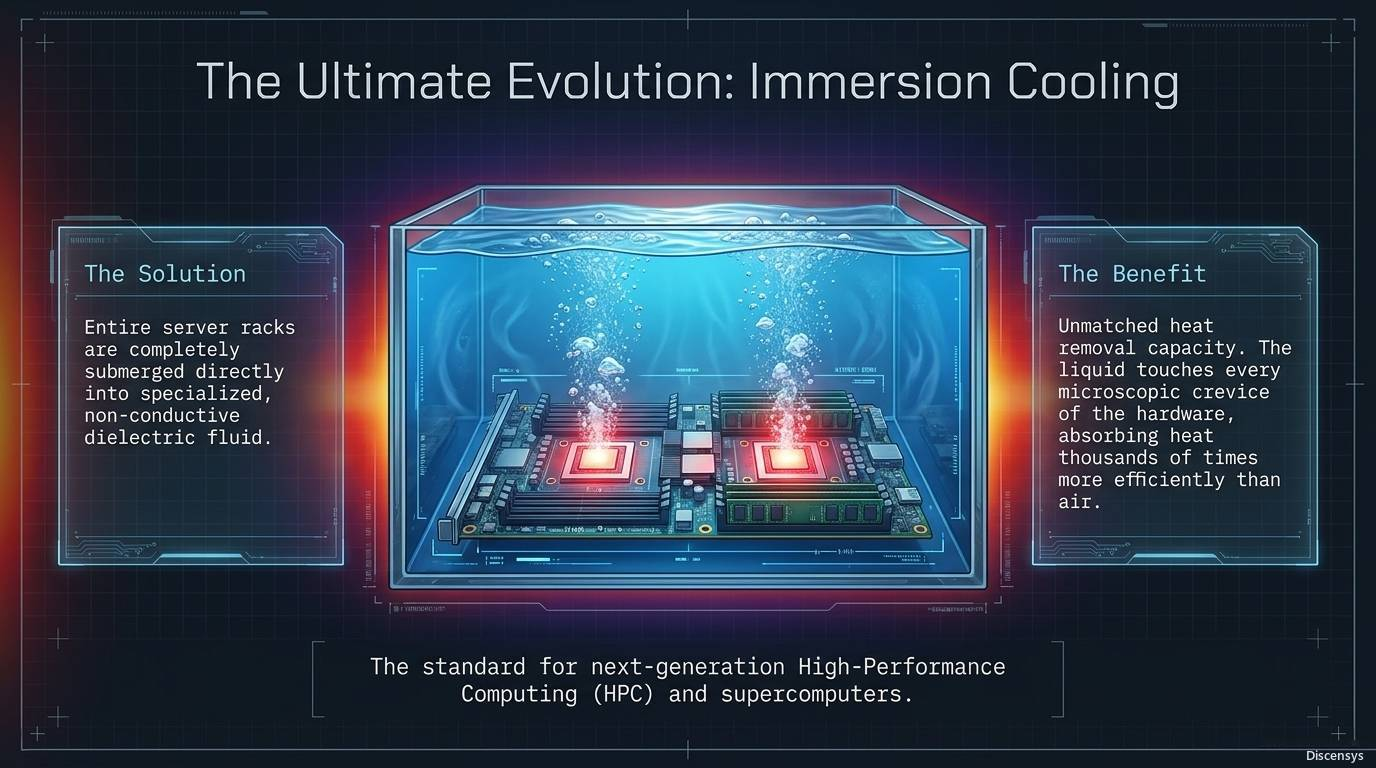 The Ultimate Evolution: Immersion Cooling
The Solution
Entire server racks
are completely
submerged directly
into specialized,
non-conductive
dielectric fluid.
The Benefit
Unmatched heat
removal capacity. The
liquid touches every
microscopic crevice
of the hardware,
absorbing heat
thousands of times
more efficiently than
air.
The standard for next-generation High-Performance
Computing (HPC) and supercomputers.
Discensys